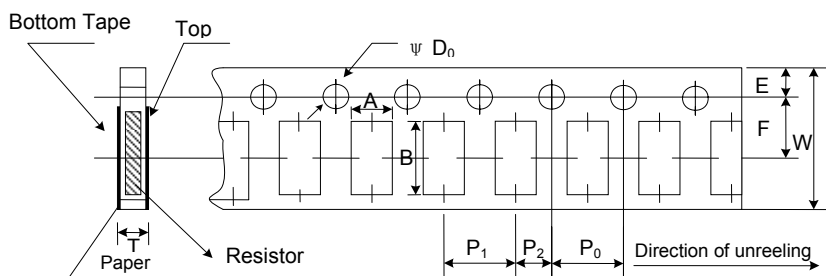 Bottom Tape
Top
ψ D₀
A
B
E
F
W
T
Paper
Resistor
P₁
P₂
P₀
Direction of unreeling